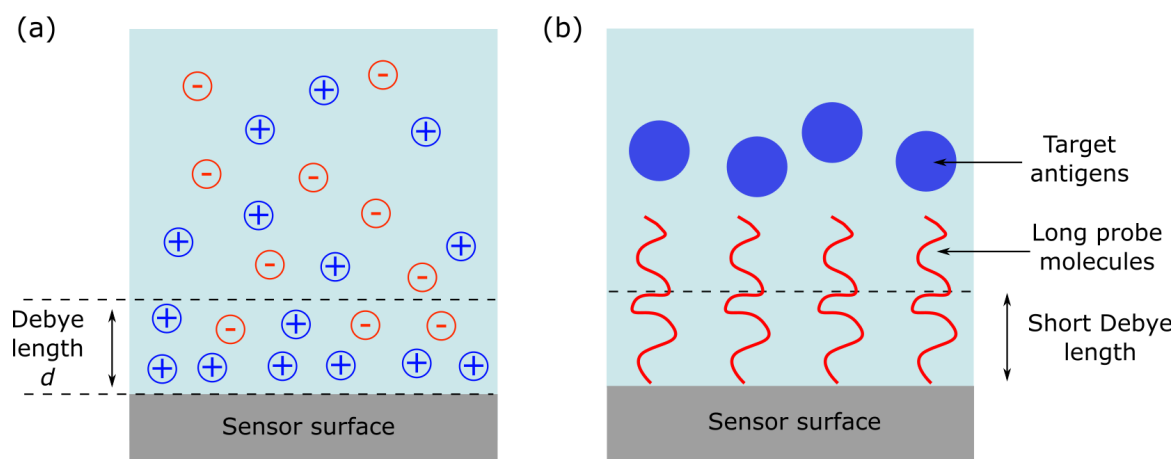 (a)
Debye
length
d
Sensor surface
(b)
Target
antigens
Long probe
molecules
Short Debye
length
Sensor surface